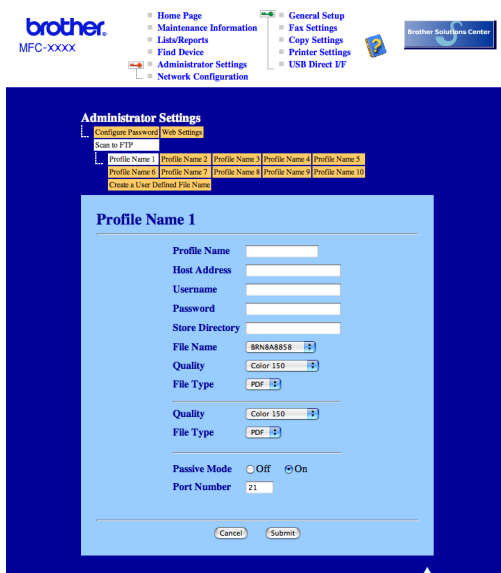 brother.
MFC-XXXX
Home Page
Maintenance Information
Lists/Reports
Find Device
Administrator Settings
Network Configuration
General Setup
Fax Settings
Copy Settings
Printer Settings
USB Direct I/F
Brother Solutions Center
Administrator Settings
Configure Password Web Settings
Scan to FTP
Profile Name 1 Profile Name 2 Profile Name 3 Profile Name 4 Profile Name 5
Profile Name 6 Profile Name 7 Profile Name 8 Profile Name 9 Profile Name 10
Create a User Defined File Name
Profile Name 1
Profile Name
Host Address
Username
Password
Store Directory
File Name BRN8A8858
Quality Color 150
File Type PDF
Quality Color 150
File Type PDF
Passive Mode Off On
Port Number 21
Cancel Submit